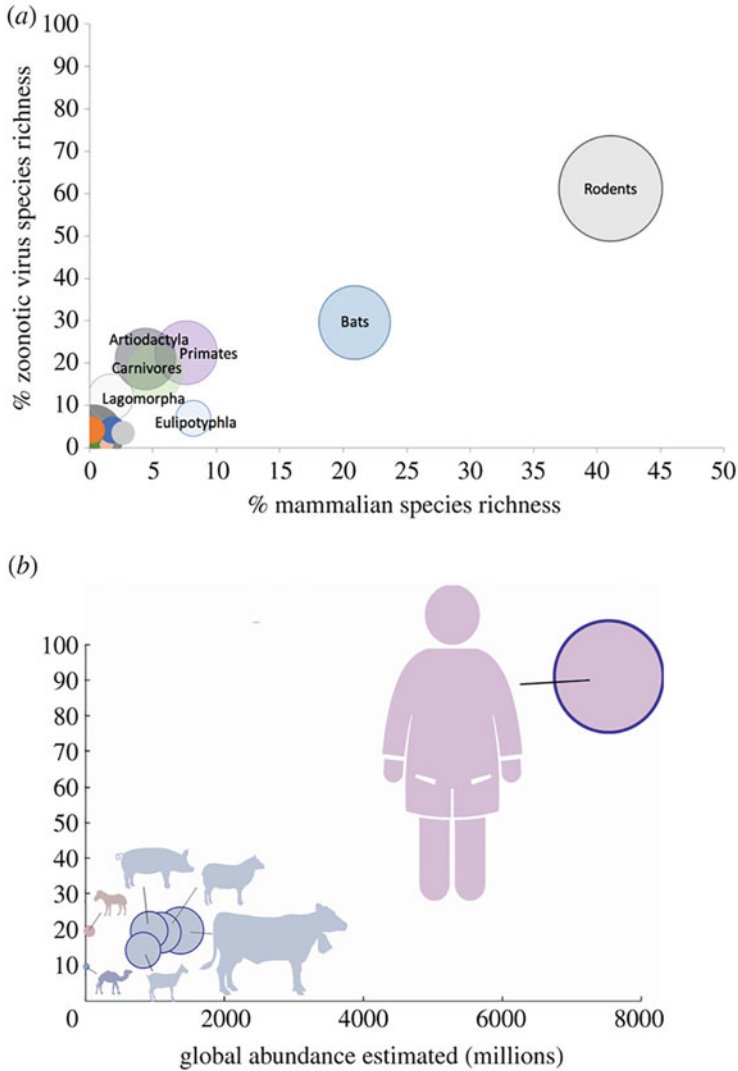 (a)
100
90
80
70
60
50
40
30
20
10
0
% zoonotic virus species richness
Rodents
Bats
Artiodactyla
Primates
Carnivores
Lagomorpha
Eulipotyphla
0 5 10 15 20 25 30 35 40 45 50
% mammalian species richness
(b)
100
90
80
70
60
50
40
30
20
10
0 2000 4000 6000 8000
global abundance estimated (millions)